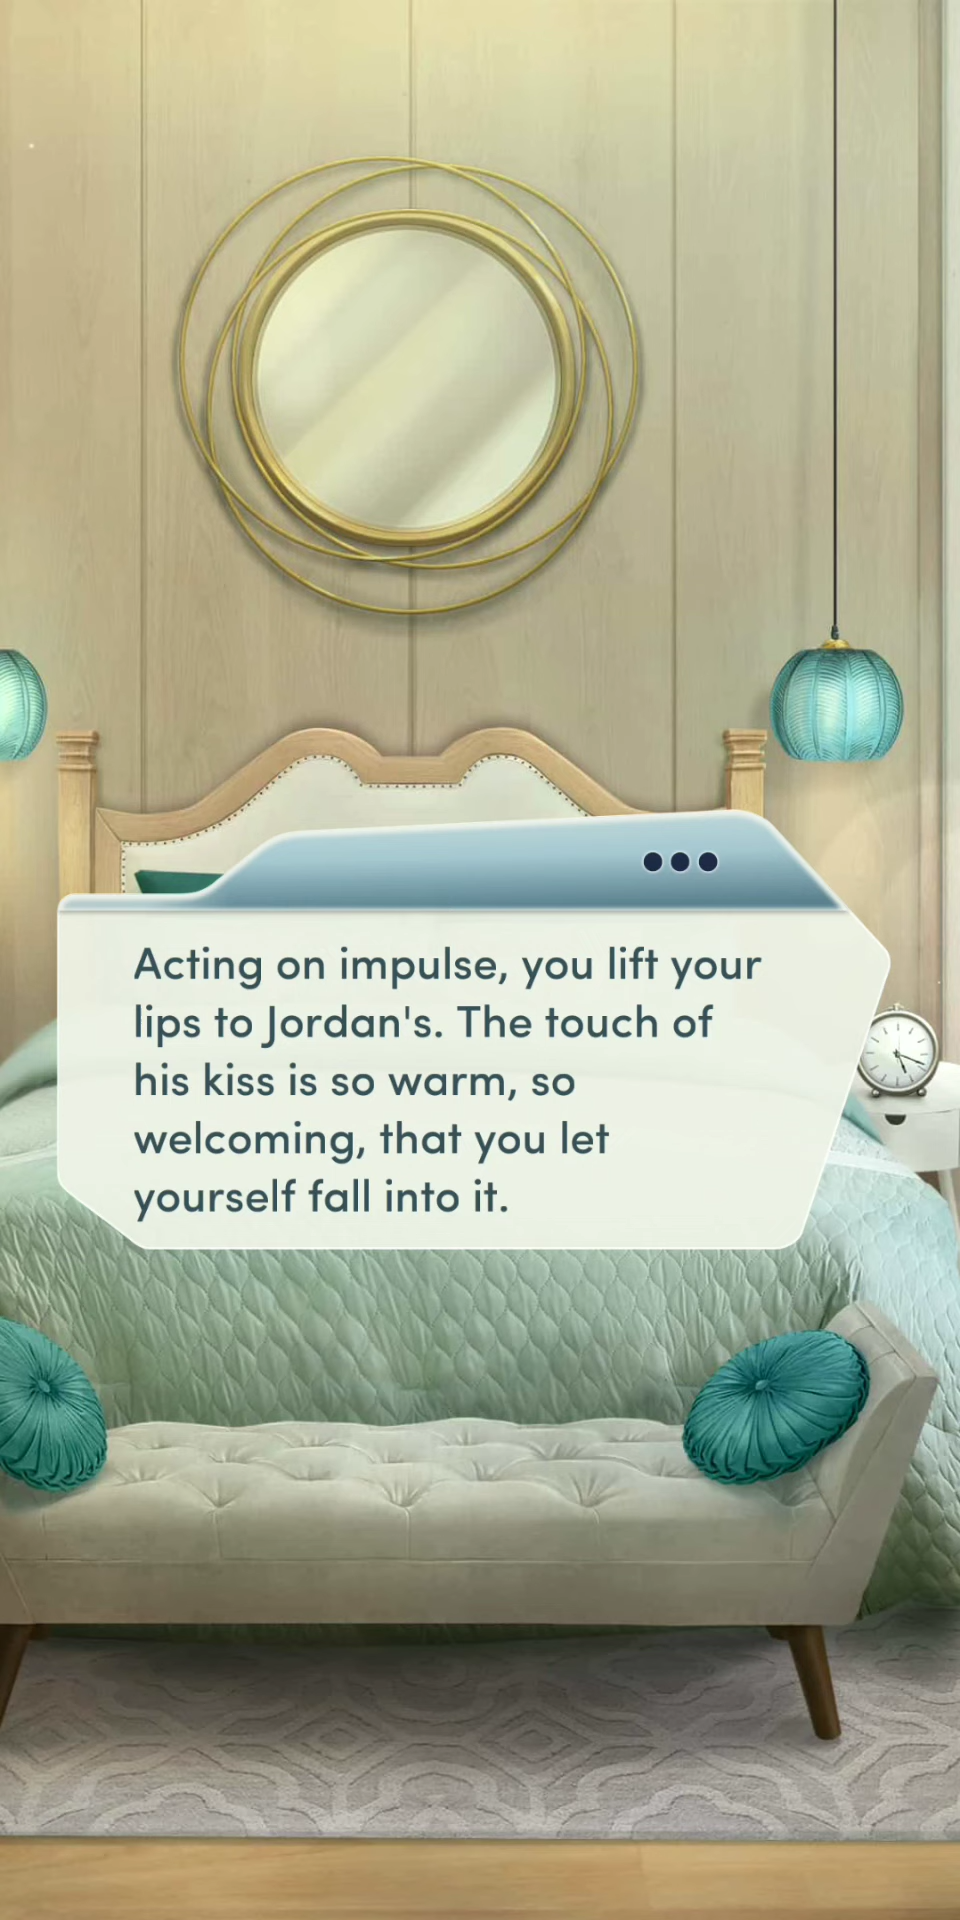 Acting on impulse, you lift your
lips to Jordan's. The touch of
his kiss is so warm, so
welcoming, that you let
yourself fall into it.